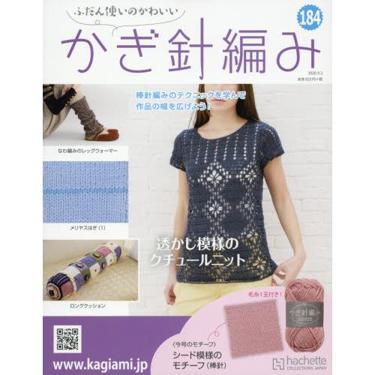 ふだん使いのかわいい
かぎ針編み
184
棒針編みのテクニックを学んで
作品の幅を広げよう!
なわ編みのレッグウォーマー
メリヤスはぎ(1)
透かし模様の
クチュールニット
ロングクッション
毛糸1玉付き!
かぎ針編み
<今号のモチーフ>
シード模様の
モチーフ(棒針)
www.kagiami.jp
hachette
COLLECTIONS JAPAN